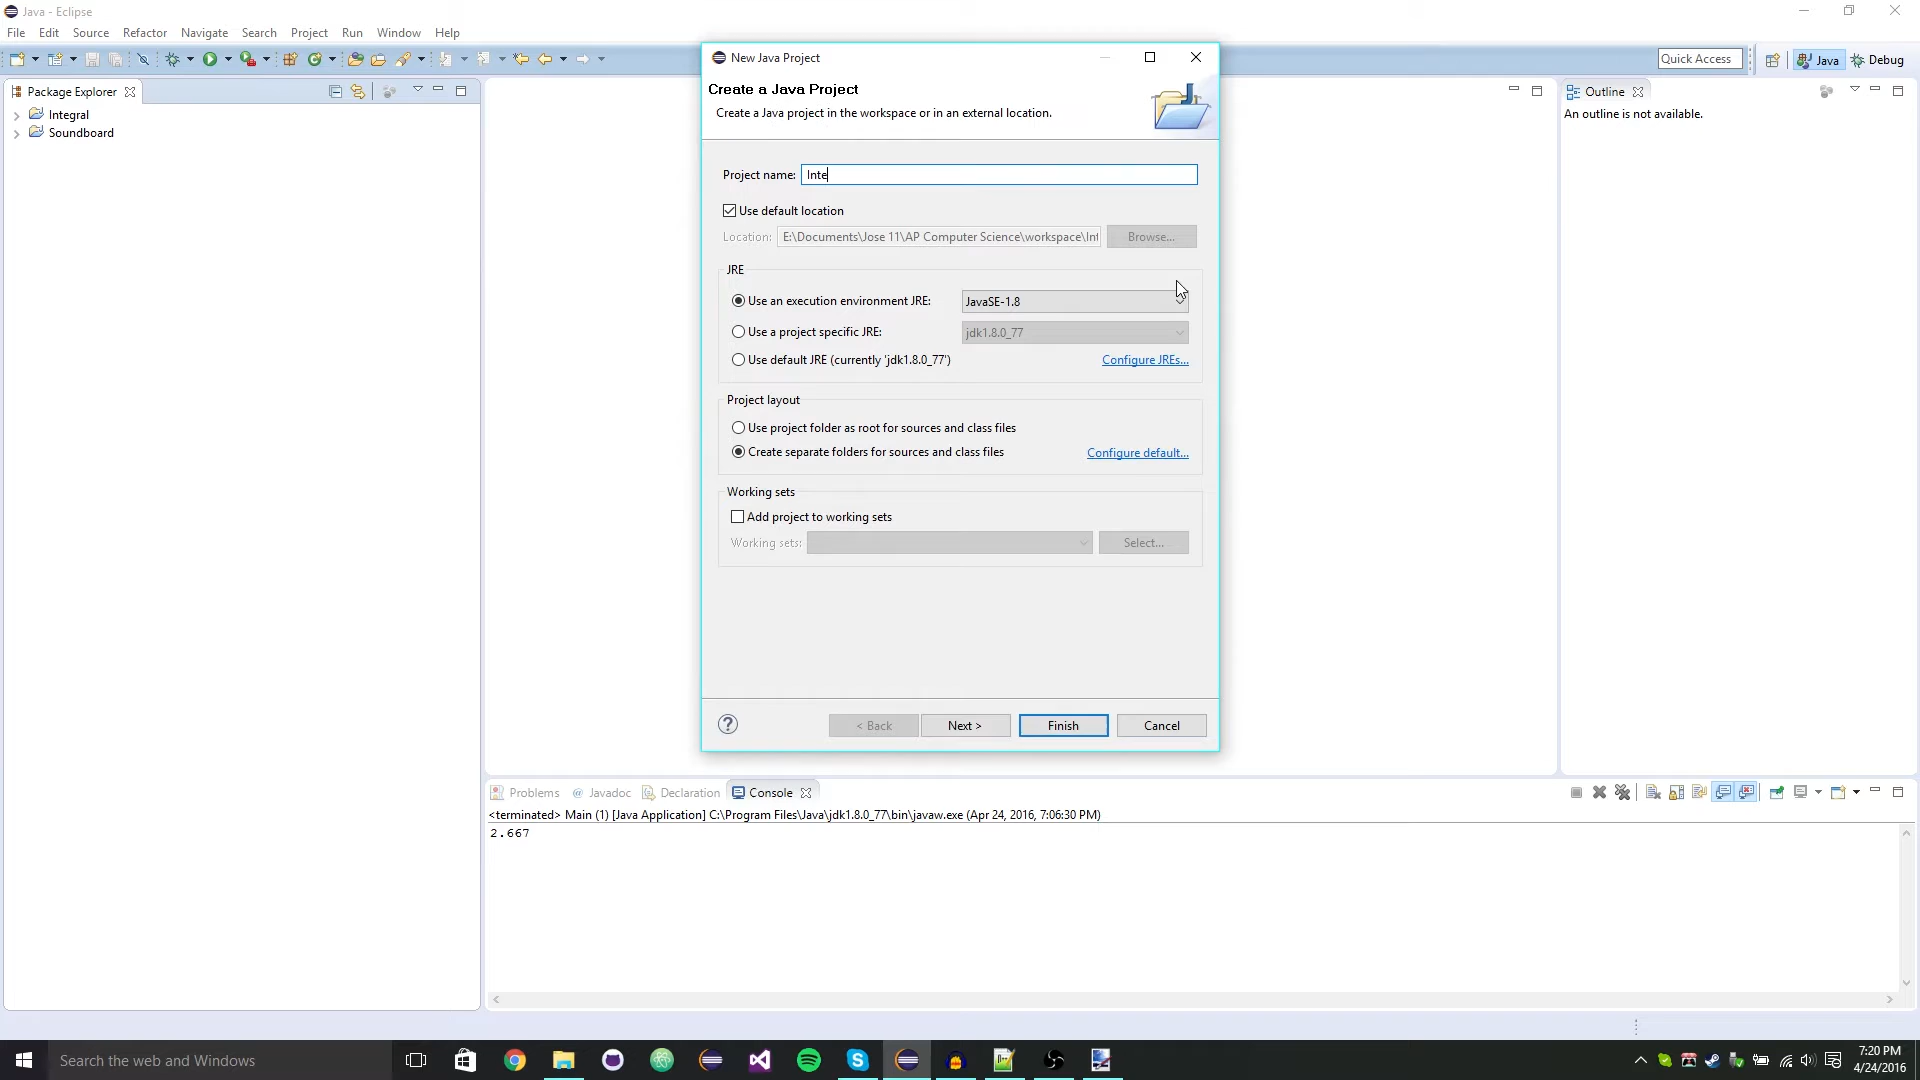 Java - Eclipse
File Edit Source Refactor Navigate Search Project Run Window Help
Quick Access
Java
Debug
Package Explorer
Integral
Soundboard
New Java Project
Create a Java Project
Create a Java project in the workspace or in an external location.
Project name: Inte
Use default location
Location: E:\Documents\Jose 11\AP Computer Science\workspace\Int
Browse...
JRE
Use an execution environment JRE: JavaSE-1.8
Use a project specific JRE: jdk1.8.0_77
Use default JRE (currently 'jdk1.8.0_77') Configure JREs...
Project layout
Use project folder as root for sources and class files
Create separate folders for sources and class files Configure default...
Working sets
Add project to working sets
Working sets: Select...
< Back Next > Finish Cancel
Outline
An outline is not available.
Problems @ Javadoc Declaration Console
<terminated> Main (1) [Java Application] C:\Program Files\Java\jdk1.8.0_77\bin\javaw.exe (Apr 24, 2016, 7:06:30 PM)
2.667
Search the web and Windows
7:20 PM
4/24/2016